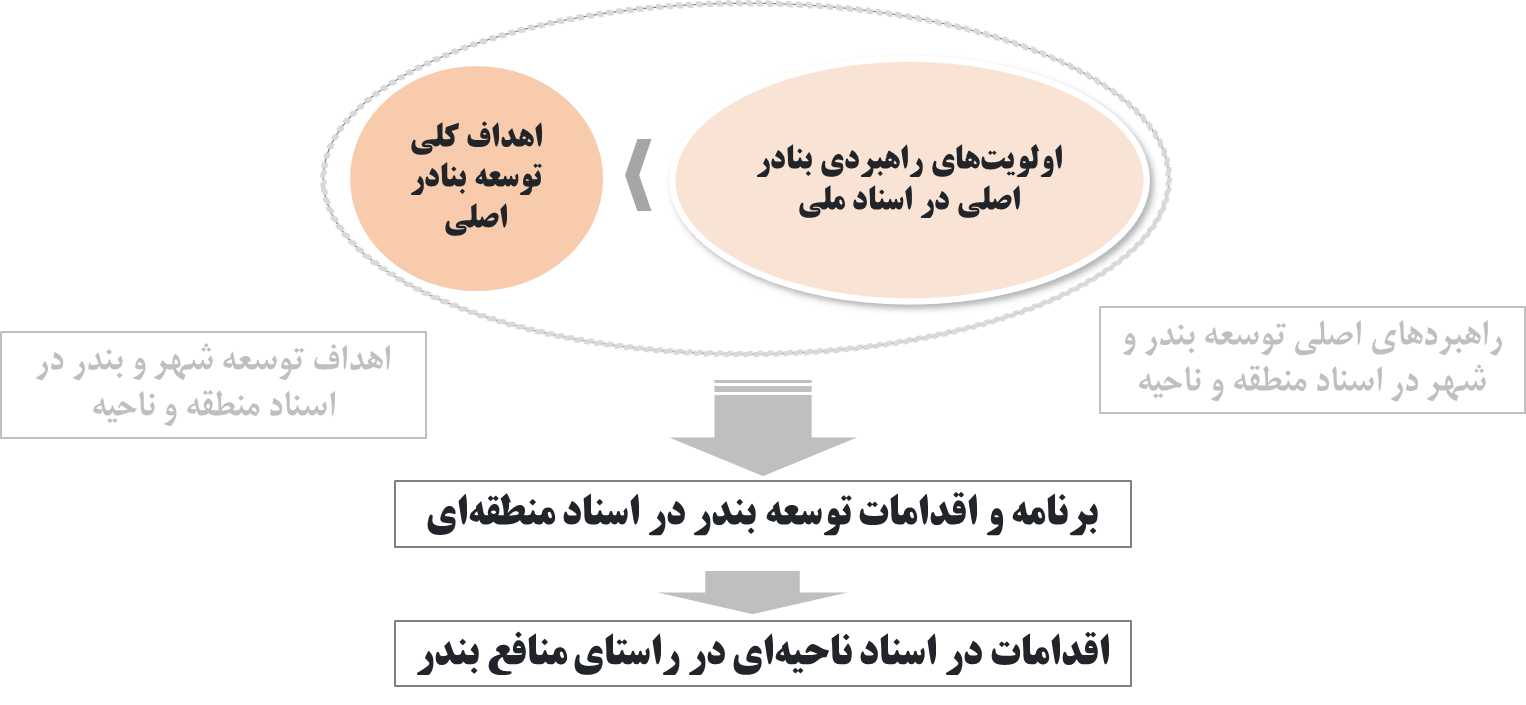 اولویت‌های راهبردی بنادر
اصلی در اسناد ملی
اهداف کلی
توسعه بنادر
اصلی
راهبردهای اصلی توسعه بندر و
شهر در اسناد منطقه و ناحیه
اهداف توسعه شهر و بندر در
اسناد منطقه و ناحیه
برنامه و اقدامات توسعه بندر در اسناد منطقه‌ای
اقدامات در اسناد ناحیه‌ای در راستای منافع بندر